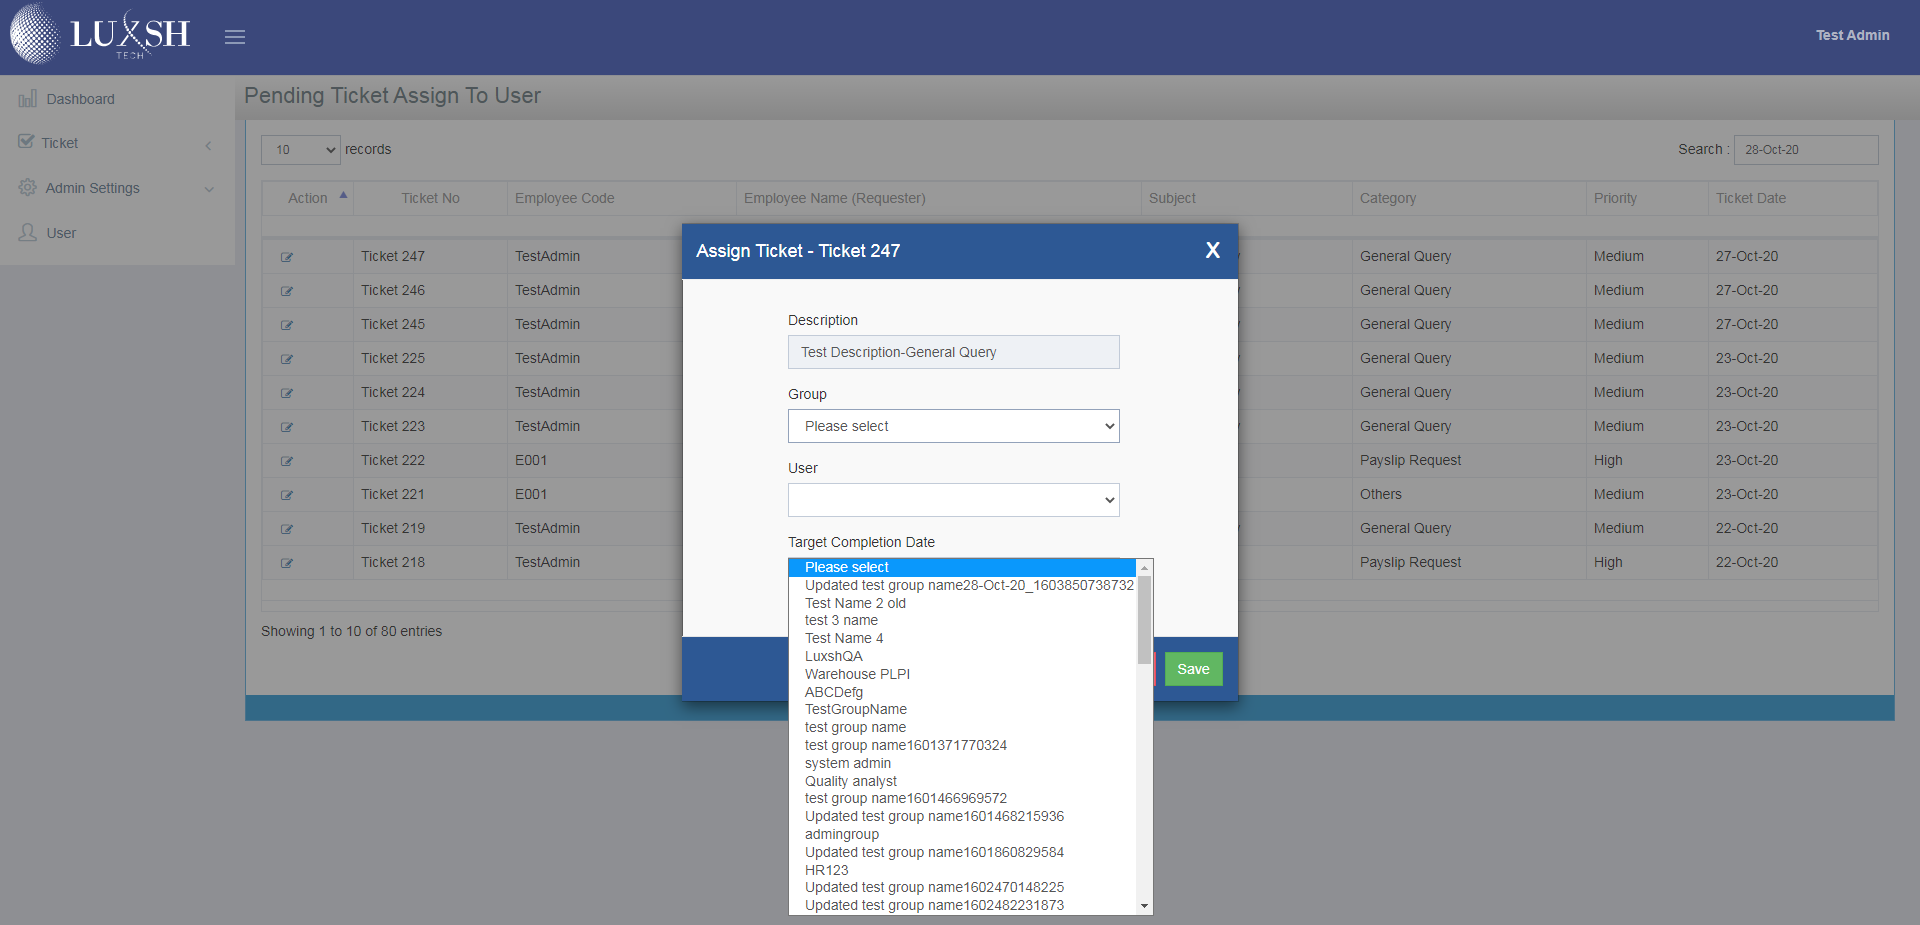 LUXSH
TECH
Test Admin
Dashboard
Ticket
Admin Settings
User
Pending Ticket Assign To User
10 records
Search : 28-Oct-20
Action Ticket No Employee Code Employee Name (Requester) Subject Category Priority Ticket Date
Ticket 247 TestAdmin General Query Medium 27-Oct-20
Ticket 246 TestAdmin General Query Medium 27-Oct-20
Ticket 245 TestAdmin General Query Medium 27-Oct-20
Ticket 225 TestAdmin General Query Medium 23-Oct-20
Ticket 224 TestAdmin General Query Medium 23-Oct-20
Ticket 223 TestAdmin General Query Medium 23-Oct-20
Ticket 222 E001 Payslip Request High 23-Oct-20
Ticket 221 E001 Others Medium 23-Oct-20
Ticket 219 TestAdmin General Query Medium 22-Oct-20
Ticket 218 TestAdmin Payslip Request High 22-Oct-20
Showing 1 to 10 of 80 entries
Assign Ticket - Ticket 247
X
Description
Test Description-General Query
Group
Please select
User
Target Completion Date
Please select
Updated test group name28-Oct-20_1603850738732
Test Name 2 old
test 3 name
Test Name 4
LuxshQA
Warehouse PLPI
ABCDefg
TestGroupName
test group name
test group name1601371770324
system admin
Quality analyst
test group name1601466969572
Updated test group name1601468215936
admingroup
Updated test group name1601860829584
HR123
Updated test group name1602470148225
Updated test group name1602482231873
Save